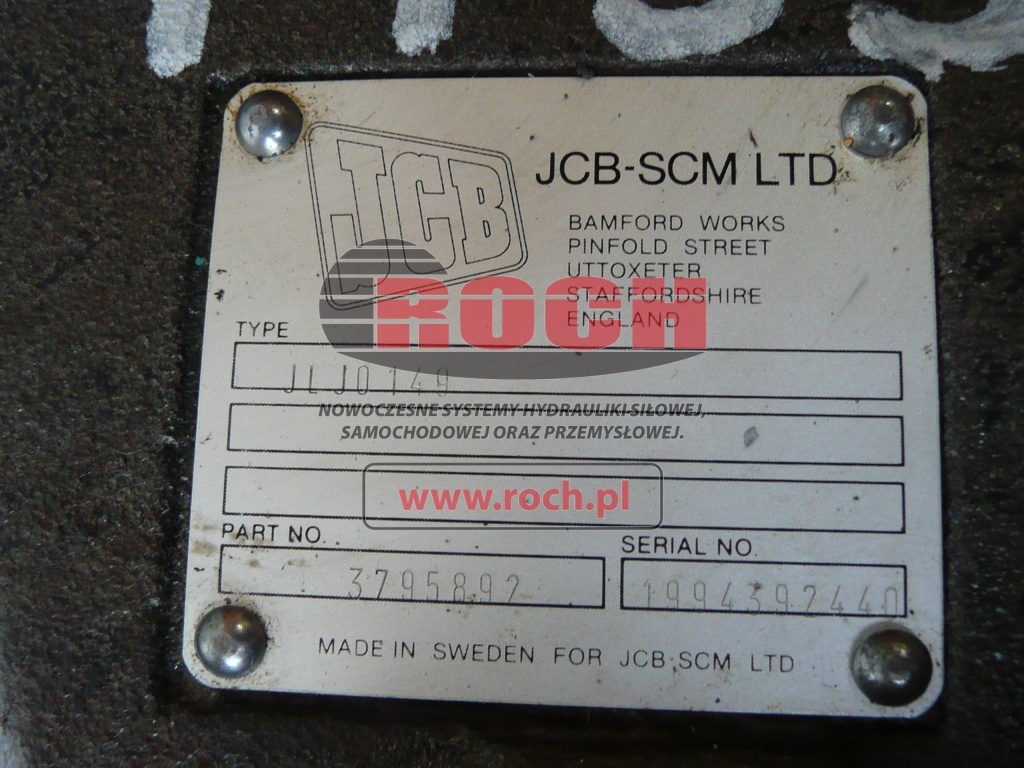 JCB
JCB-SCM LTD
BAMFORD WORKS
PINFOLD STREET
UTTOXETER
STAFFORDSHIRE
ENGLAND
ROCH
TYPE
JLJ0149
NOWOCZESNE SYSTEMY HYDRAULIKI SIŁOWEJ,
SAMOCHODOWEJ ORAZ PRZEMYSŁOWEJ.
www.roch.pl
PART NO.
SERIAL NO.
3795892
1994392440
MADE IN SWEDEN FOR JCB-SCM LTD